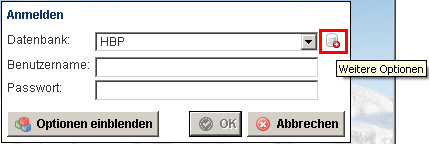 Anmelden
Datenbank: HBP
Weitere Optionen
Benutzername:
Passwort:
Optionen einblenden OK Abbrechen